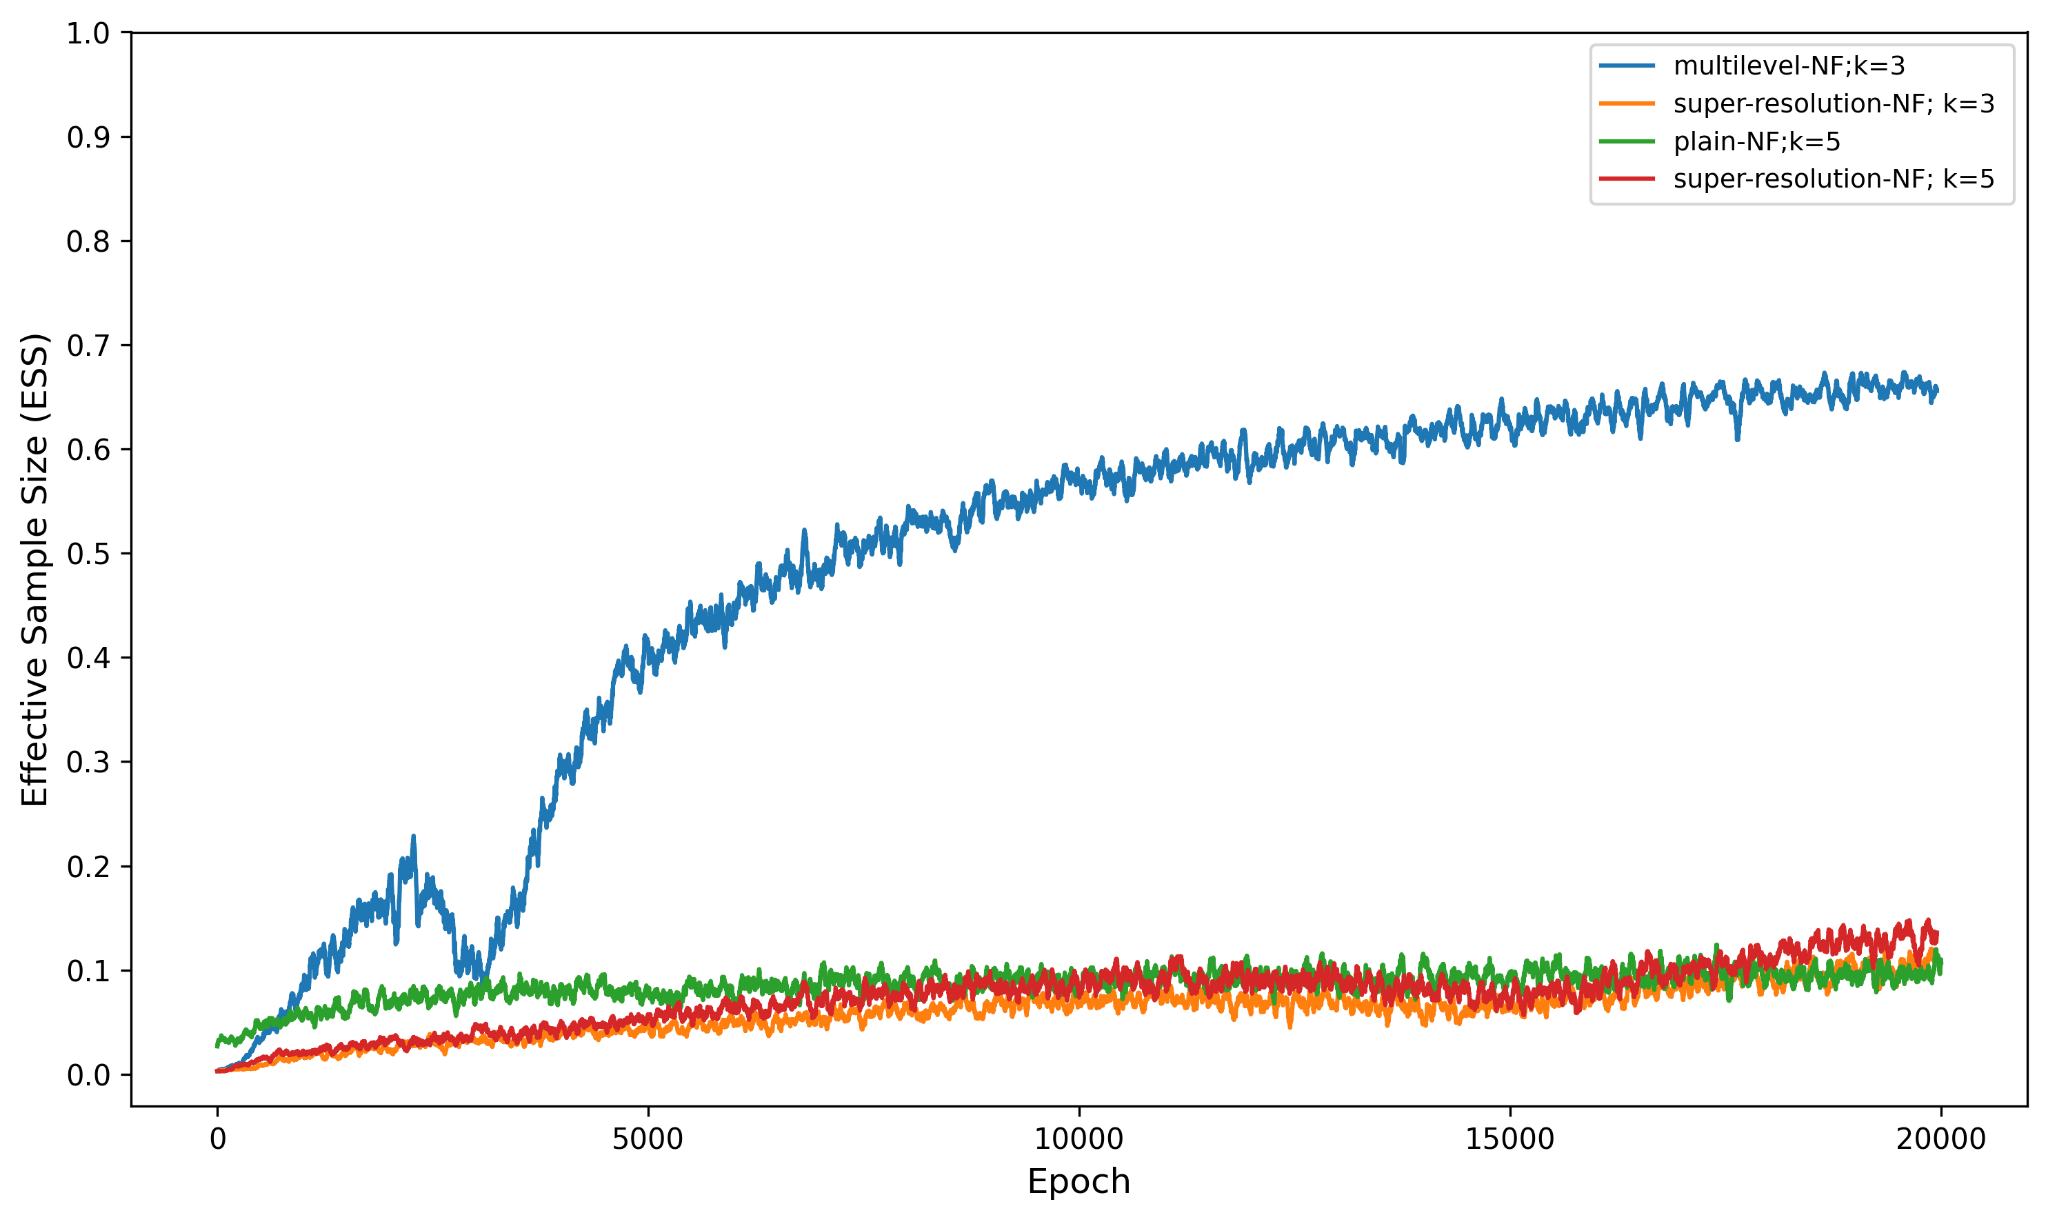 1.0
0.9
0.8
0.7
0.6
0.5
0.4
0.3
0.2
0.1
0.0
Effective Sample Size (ESS)
multilevel-NF;k=3
super-resolution-NF; k=3
plain-NF;k=5
super-resolution-NF; k=5
0 5000 10000 15000 20000
Epoch